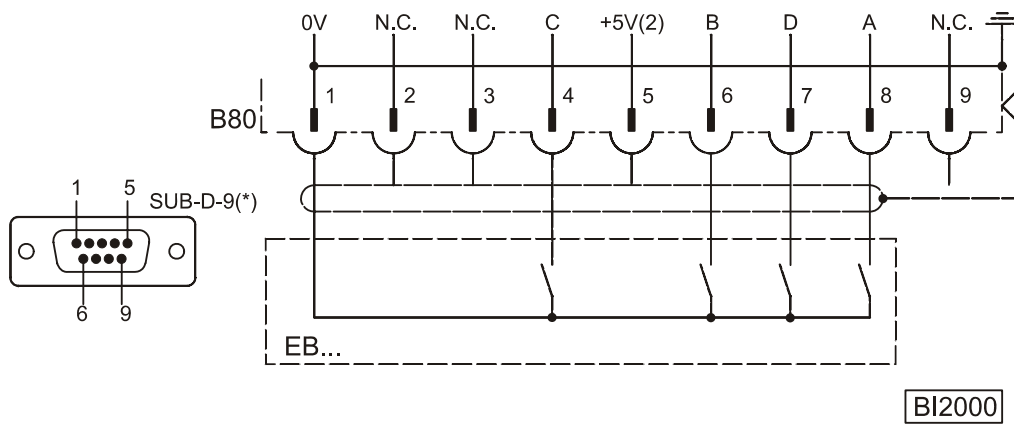 0V N.C. N.C. C +5V(2) B D A N.C.
1 2 3 4 5 6 7 8 9
B80
1 5 SUB-D-9(*)
6 9
EB...
BI2000